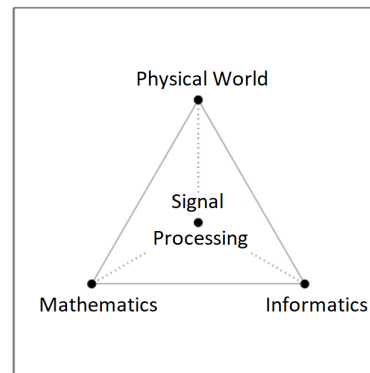 Physical World
Signal
Processing
Mathematics
Informatics